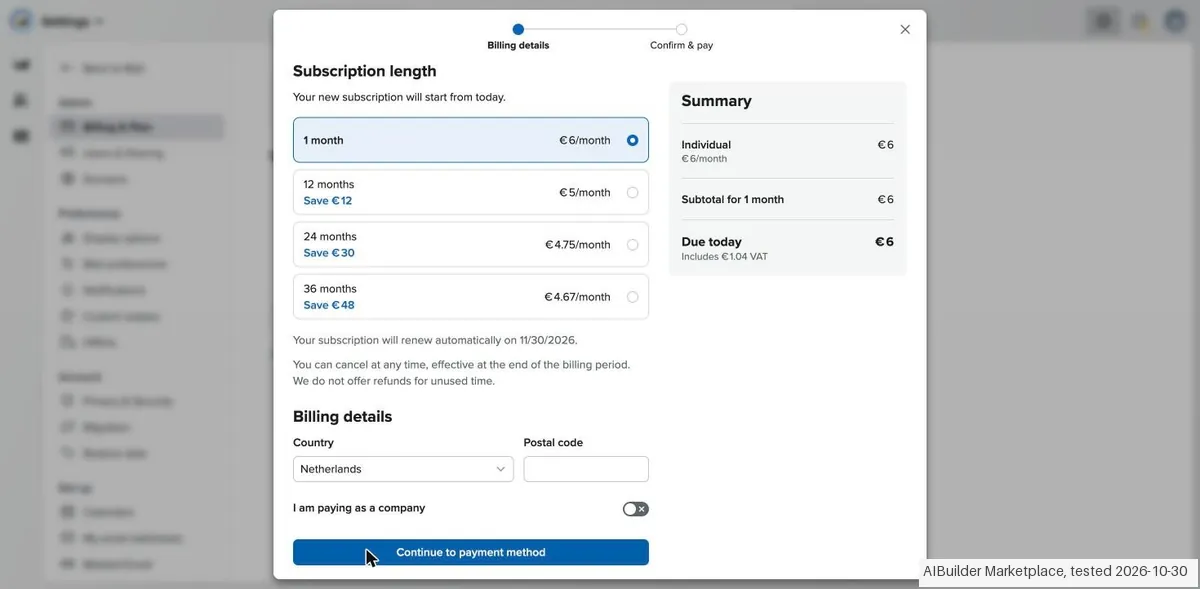 Settings
Billing details
Confirm & pay
Subscription length
Your new subscription will start from today.
1 month
€6/month
12 months
Save €12
€5/month
24 months
Save €30
€4.75/month
36 months
Save €48
€4.67/month
Your subscription will renew automatically on 11/30/2026.
You can cancel at any time, effective at the end of the billing period.
We do not offer refunds for unused time.
Billing details
Country
Postal code
Netherlands
I am paying as a company
Continue to payment method
Summary
Individual
€6
€6/month
Subtotal for 1 month
€6
Due today
€6
Includes €1.04 VAT
AIBuilder Marketplace, tested 2026-10-30